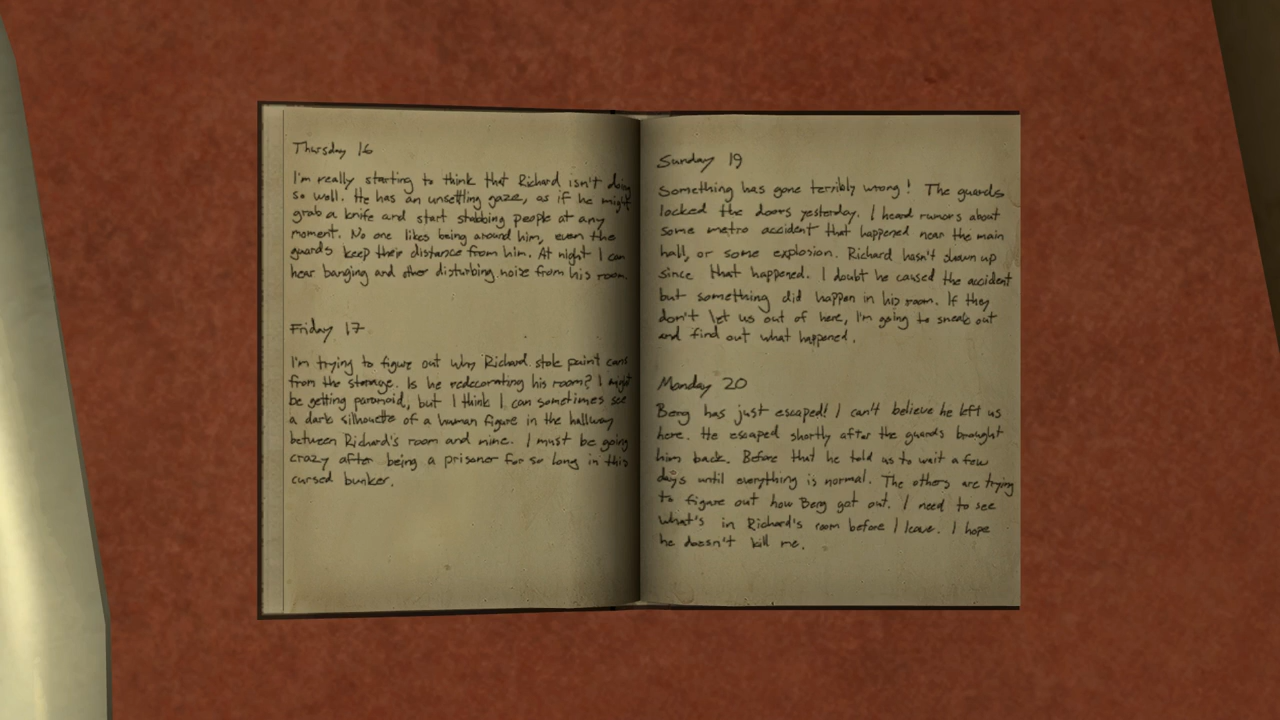 Thursday 16
I'm really starting to think that Richard isn't doing
so well. He has an unsettling gaze, as if he might
grab a knife and start stabbing people at any
moment. No one likes being around him, even the
guards keep their distance from him. At night I can
hear banging and other disturbing noise from his room.
Friday 17
I'm trying to figure out why Richard stole paint cans
from the storage. Is he redecorating his room? I might
be getting paranoid, but I think I can sometimes see
a dark silhouette of a human figure in the hallway
between Richard's room and mine. I must be going
crazy after being a prisoner for so long in this
cursed bunker.
Sunday 19
Something has gone terribly wrong! The guards
locked the doors yesterday. I heard rumors about
some metro accident that happened near the main
hall, or some explosion. Richard hasn't shown up
since that happened. I doubt he caused the accident
but something did happen in his room. If they
don't let us out of here, I'm going to sneak out
and find out what happened.
Monday 20
Berg has just escaped! I can't believe he left us
here. He escaped shortly after the guards brought
him back. Before that he told us to wait a few
days until everything is normal. The others are trying
to figure out how Berg got out. I need to see
what's in Richard's room before I leave. I hope
he doesn't kill me.